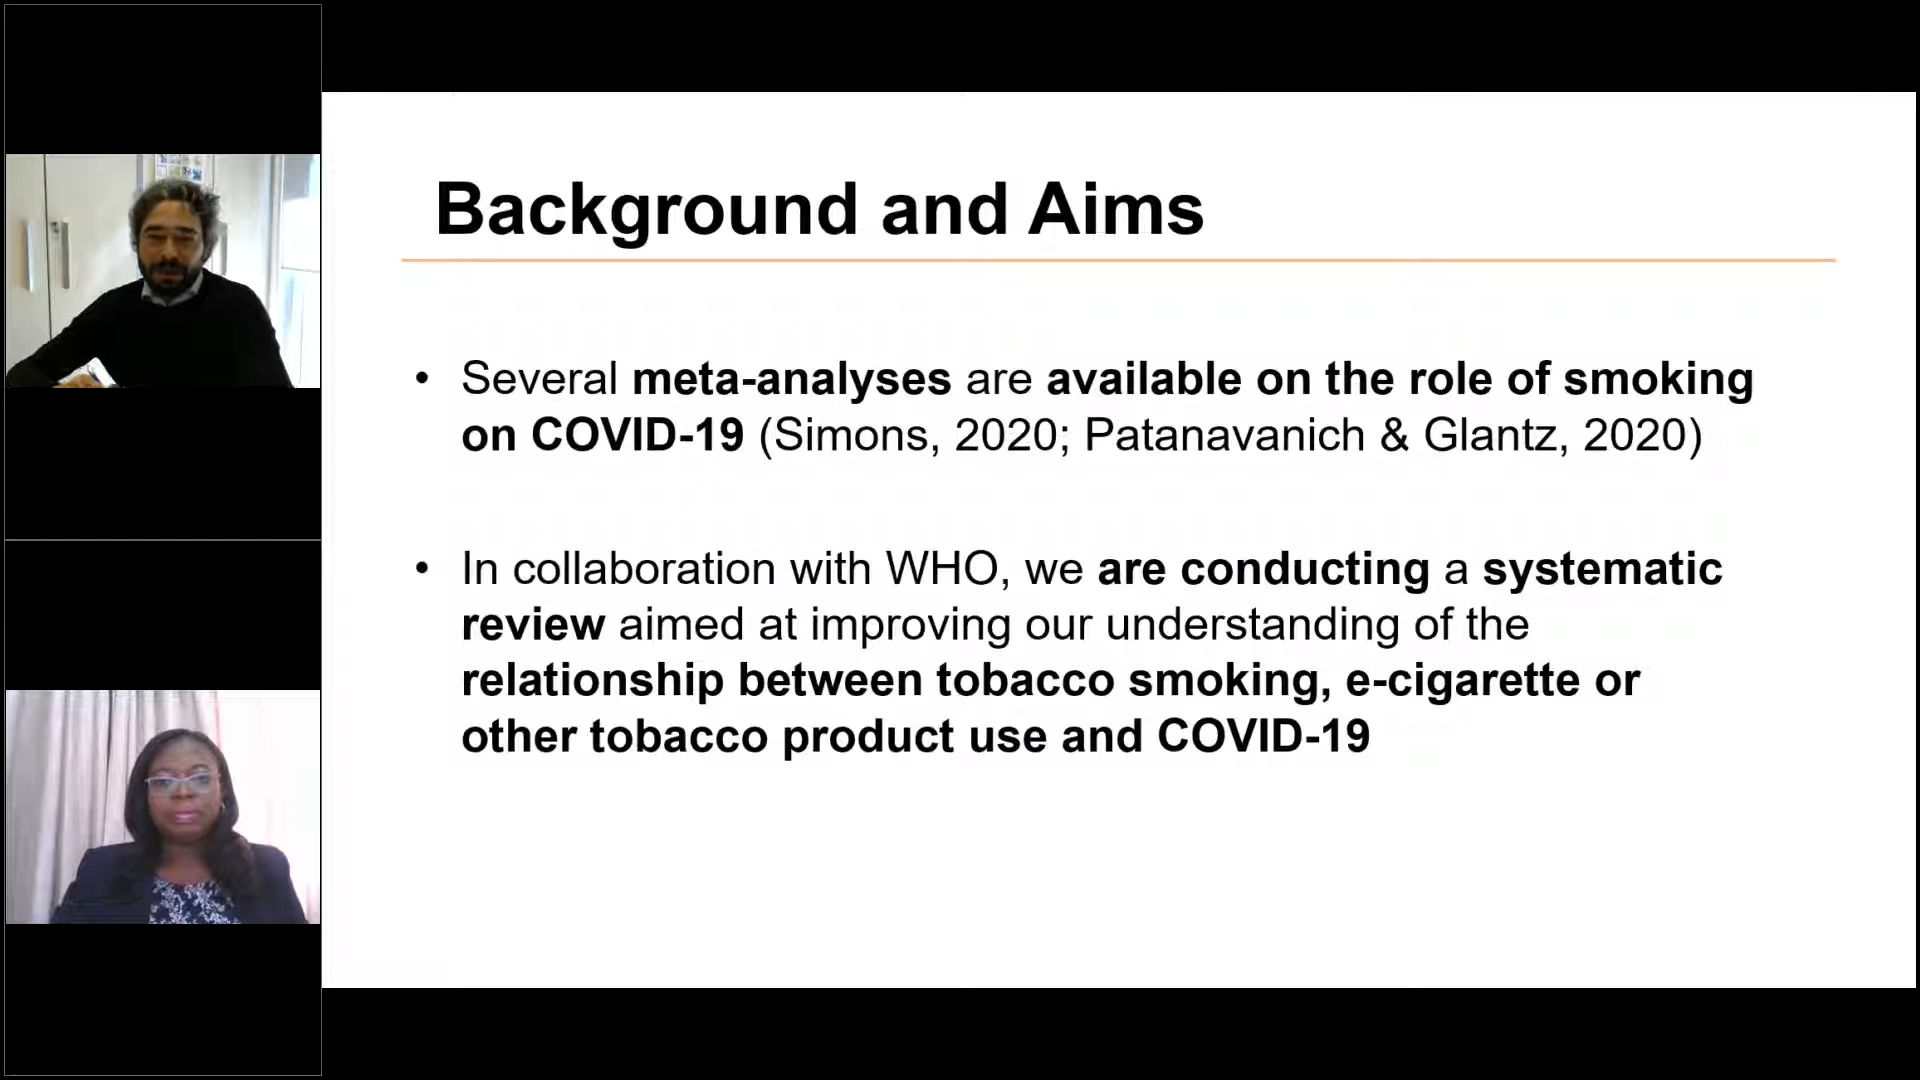 Background and Aims
• Several meta-analyses are available on the role of smoking
on COVID-19 (Simons, 2020; Patanavanich & Glantz, 2020)
• In collaboration with WHO, we are conducting a systematic
review aimed at improving our understanding of the
relationship between tobacco smoking, e-cigarette or
other tobacco product use and COVID-19